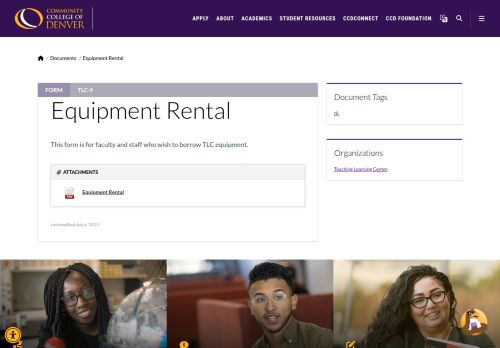 COMMUNITY
COLLEGE OF
DENVER
APPLY ABOUT ACADEMICS STUDENT RESOURCES CCDCONNECT CCD FOUNDATION
/ Documents / Equipment Rental
FORM TLC-9
Equipment Rental
This form is for faculty and staff who wish to borrow TLC equipment.
ATTACHMENTS
PDF
Equipment Rental
Last modified July 6, 2019
Document Tags
tlc
Organizations
Teaching Learning Center